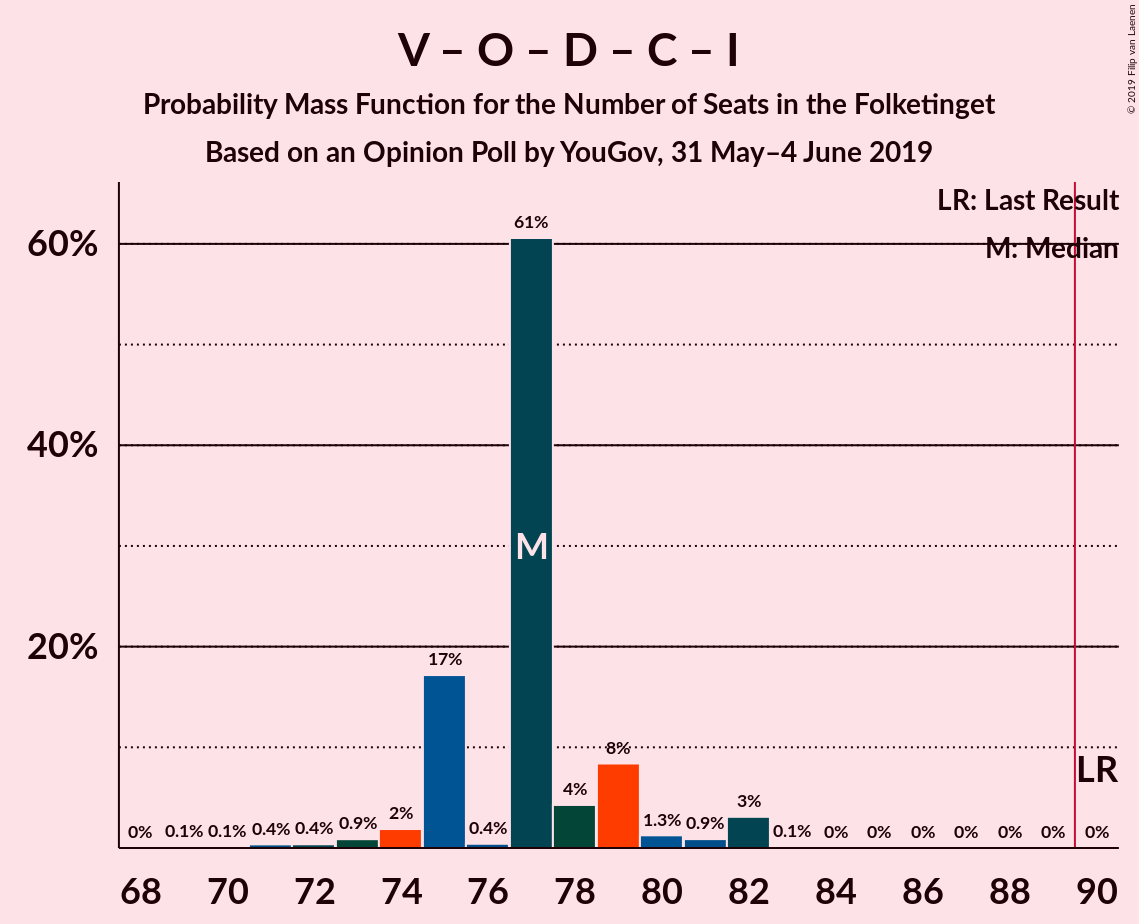 V – O – D – C – I
Probability Mass Function for the Number of Seats in the Folketinget
Based on an Opinion Poll by YouGov, 31 May–4 June 2019
© 2019 Filip van Laenen
LR: Last Result
M: Median
60%
40%
20%
0% 0.1% 0.1% 0.4% 0.4% 0.9% 2% 17% 0.4% 61% 4% 8% 1.3% 0.9% 3% 0.1% 0% 0% 0% 0% 0% 0% 0%
M
LR
68 70 72 74 76 78 80 82 84 86 88 90